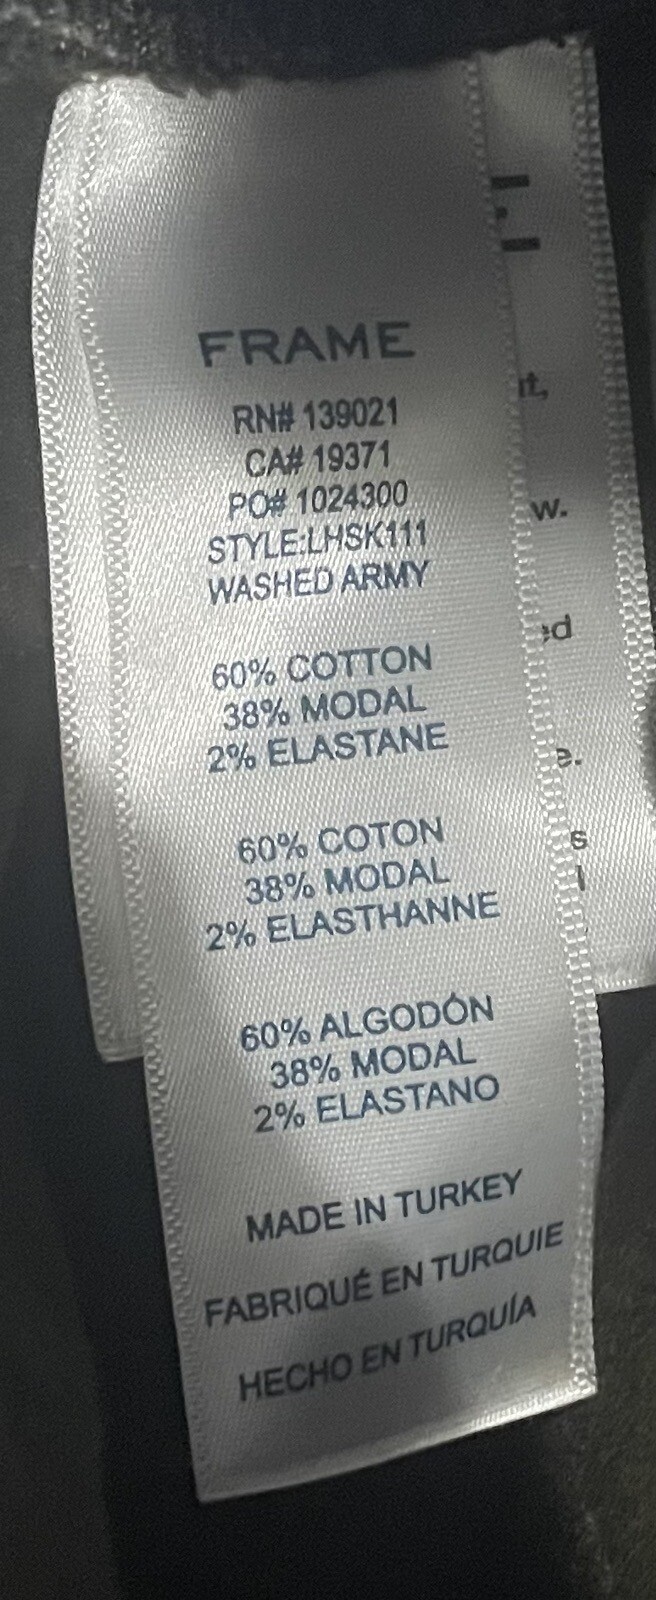 FRAME
RN# 139021
CA# 19371
PO# 1024300
STYLE:LHSK111
WASHED ARMY
60% COTTON
38% MODAL
2% ELASTANE
60% COTON
38% MODAL
2% ELASTHANNE
60% ALGODÓN
38% MODAL
2% ELASTANO
MADE IN TURKEY
FABRIQUÉ EN TURQUIE
HECHO EN TURQUÍA